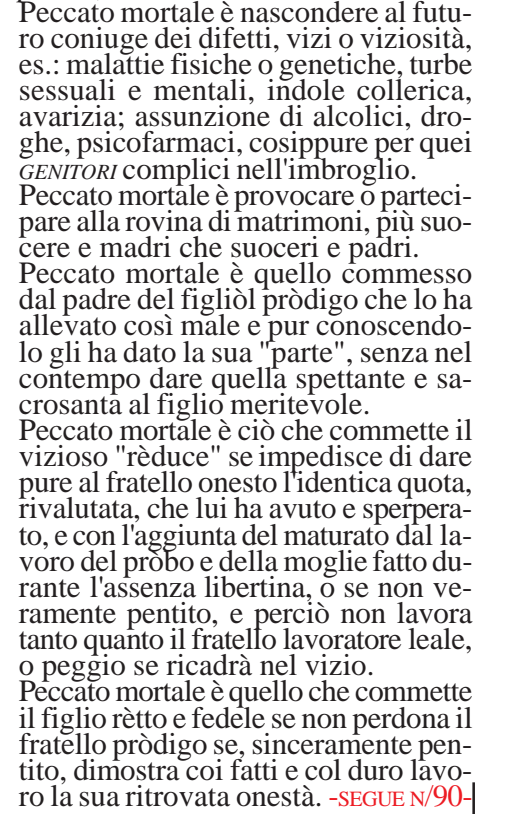 Peccato mortale è nascondere al futu-
ro coniuge dei difetti, vizi o viziosità,
es.: malattie fisiche o genetiche, turbe
sessuali e mentali, indole collerica,
avarizia; assunzione di alcolici, dro-
ghe, psicofarmaci, cosippure per quei
GENITORI complici nell'imbroglio.
Peccato mortale è provocare o parteci-
pare alla rovina di matrimoni, più suo-
cere e madri che suoceri e padri.
Peccato mortale è quello commesso
dal padre del figliòl pròdigo che lo ha
allevato così male e pur conoscendo-
lo gli ha dato la sua "parte", senza nel
contempo dare quella spettante e sa-
crosanta al figlio meritevole.
Peccato mortale è ciò che commette il
vizioso "rèduce" se impedisce di dare
pure al fratello onesto l'identica quota,
rivalutata, che lui ha avuto e sperpera-
to, e con l'aggiunta del maturato dal la-
voro del pròbo e della moglie fatto du-
rante l'assenza libertina, o se non ve-
ramente pentito, e perciò non lavora
tanto quanto il fratello lavoratore leale,
o peggio se ricadrà nel vizio.
Peccato mortale è quello che commette
il figlio rètto e fedele se non perdona il
fratello pròdigo se, sinceramente pen-
tito, dimostra coi fatti e col duro lavo-
ro la sua ritrovata onestà. -SEGUE N/90-